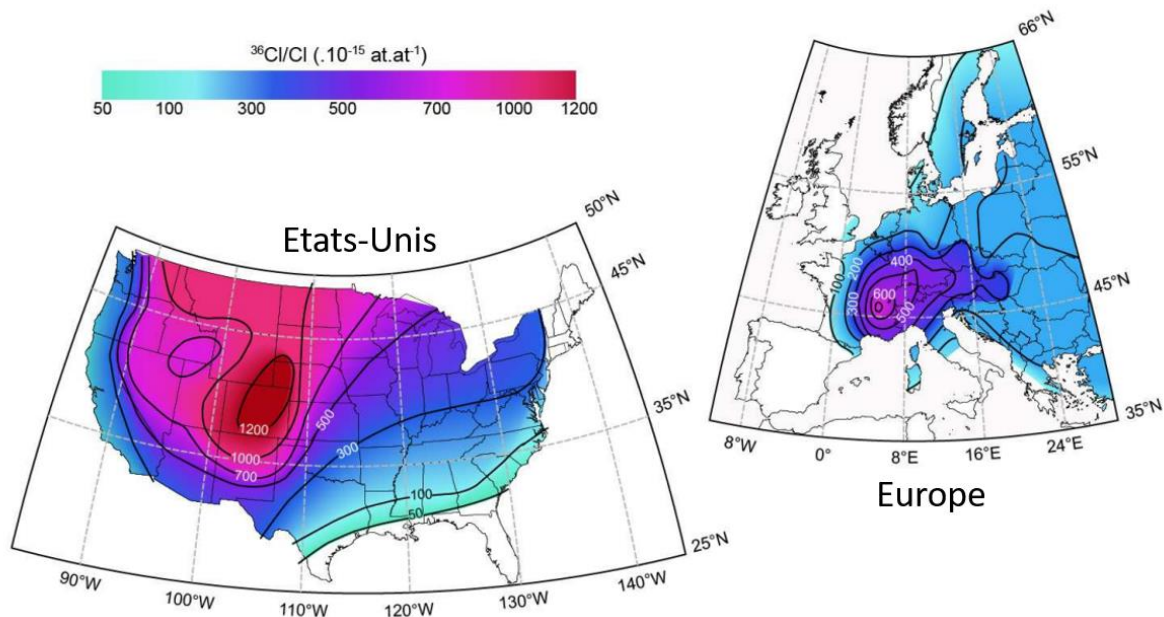 ³⁶Cl/Cl (.10⁻¹⁵ at.at⁻¹)
50 100 300 500 700 1000 1200
Etats-Unis
50°N
45°N
35°N
25°N
1200
1000
700
500
300
100
50
90°W
100°W
110°W
120°W
130°W
140°W
66°N
55°N
45°N
35°N
100
200
300
400
600
500
8°W
0°
8°E
16°E
24°E
Europe